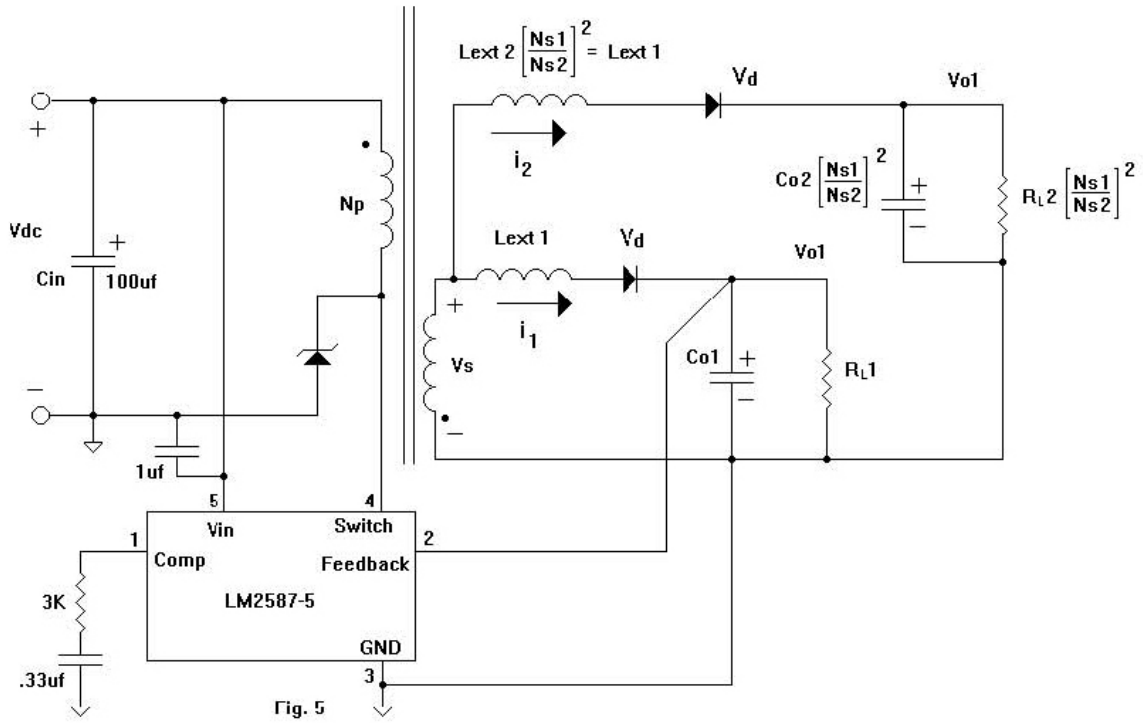 Lext 2 [Ns1/Ns2]² = Lext 1
Vd
Vo1
+
i₂
Co2 [Ns1/Ns2]²
+
−
R_L2 [Ns1/Ns2]²
Np
Vdc
+
Cin
100uf
Lext 1
Vd
Vo1
+
i₁
Vs
Co1
+
−
R_L1
−
−
1uf
5
4
Vin
Switch
1
2
Comp
Feedback
3K
LM2587-5
GND
.33uf
3
Fig. 5